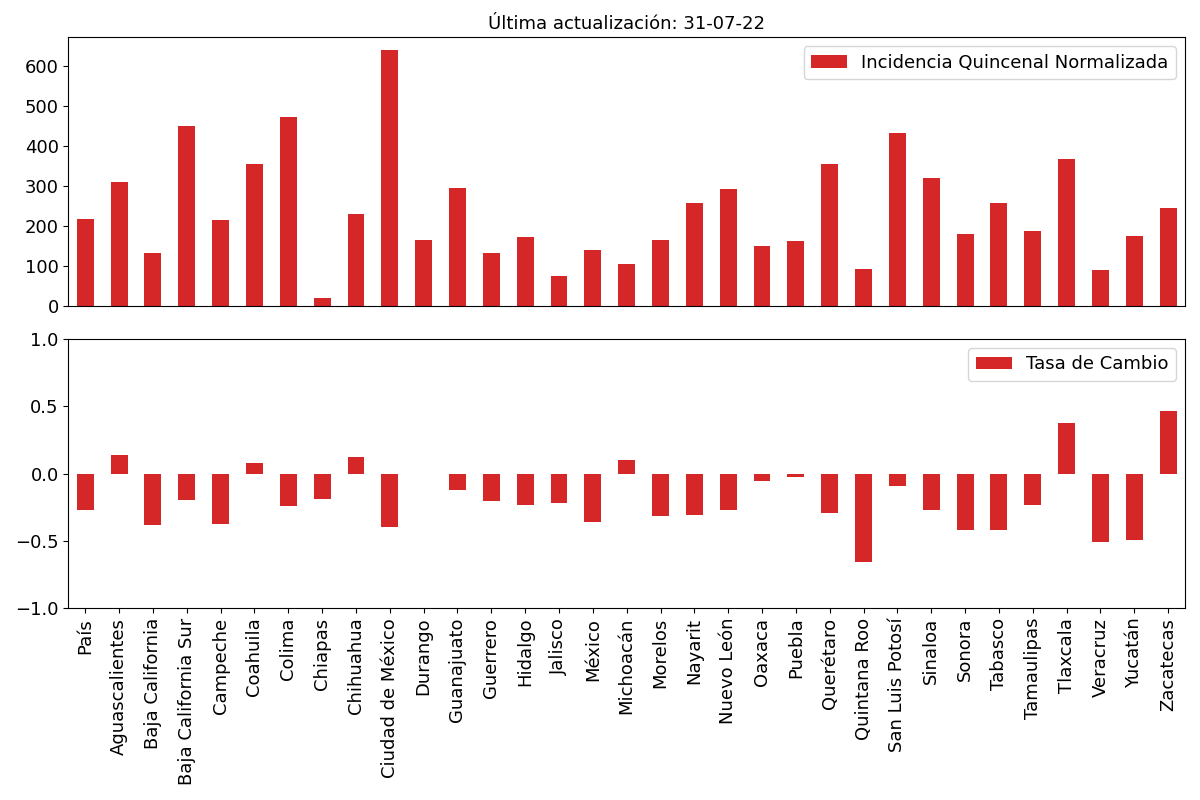 Última actualización: 31-07-22
Incidencia Quincenal Normalizada
600
500
400
300
200
100
0
Tasa de Cambio
1.0
0.5
0.0
−0.5
−1.0
País
Aguascalientes
Baja California
Baja California Sur
Campeche
Coahuila
Colima
Chiapas
Chihuahua
Ciudad de México
Durango
Guanajuato
Guerrero
Hidalgo
Jalisco
México
Michoacán
Morelos
Nayarit
Nuevo León
Oaxaca
Puebla
Querétaro
Quintana Roo
San Luis Potosí
Sinaloa
Sonora
Tabasco
Tamaulipas
Tlaxcala
Veracruz
Yucatán
Zacatecas